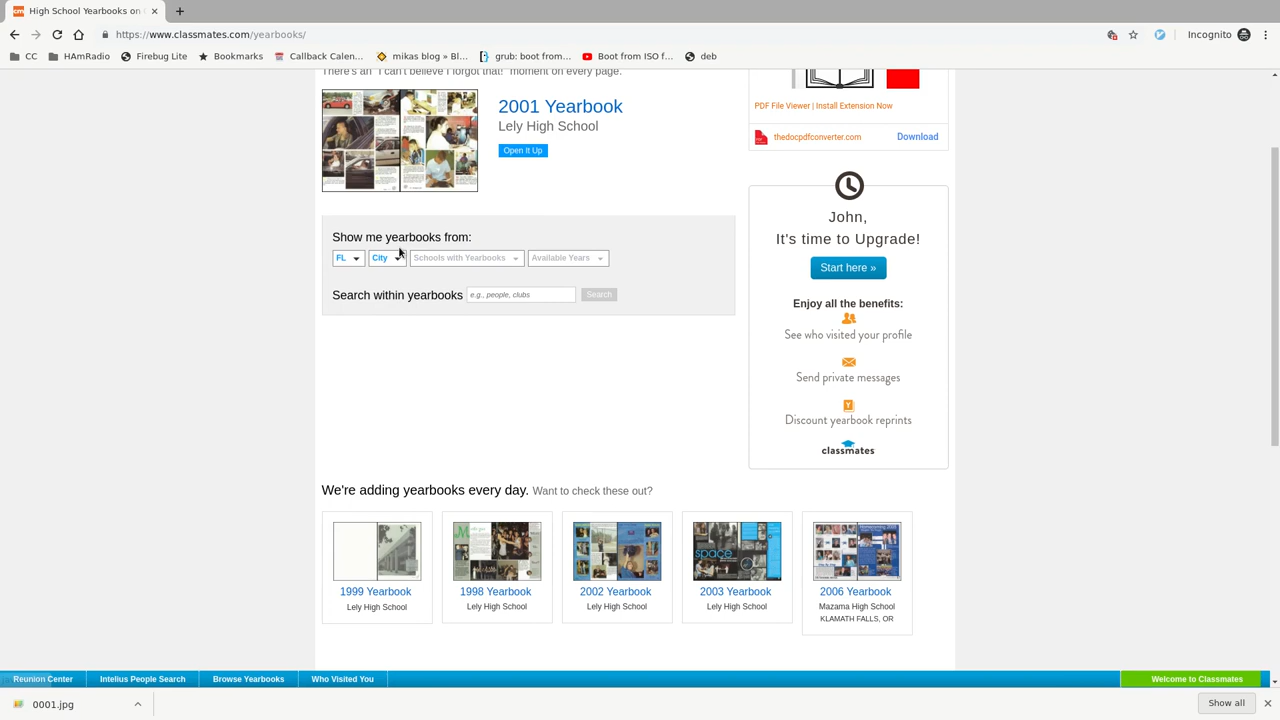 High School Yearbooks on
https://www.classmates.com/yearbooks/
Incognito
CC
HAmRadio
Firebug Lite
Bookmarks
Callback Calen…
mikas blog » Bl…
grub: boot from…
Boot from ISO f…
deb
There's an "I can't believe I forgot that!" moment on every page.
2001 Yearbook
Lely High School
Open It Up
PDF File Viewer | Install Extension Now
thedocpdfconverter.com
Download
Show me yearbooks from:
FL
City
Schools with Yearbooks
Available Years
Search within yearbooks
e.g., people, clubs
Search
John,
It's time to Upgrade!
Start here »
Enjoy all the benefits:
See who visited your profile
Send private messages
Discount yearbook reprints
classmates
We're adding yearbooks every day. Want to check these out?
space
1999 Yearbook
Lely High School
1998 Yearbook
Lely High School
2002 Yearbook
Lely High School
2003 Yearbook
Lely High School
2006 Yearbook
Mazama High School
KLAMATH FALLS, OR
Reunion Center
Intelius People Search
Browse Yearbooks
Who Visited You
Welcome to Classmates
0001.jpg
Show all